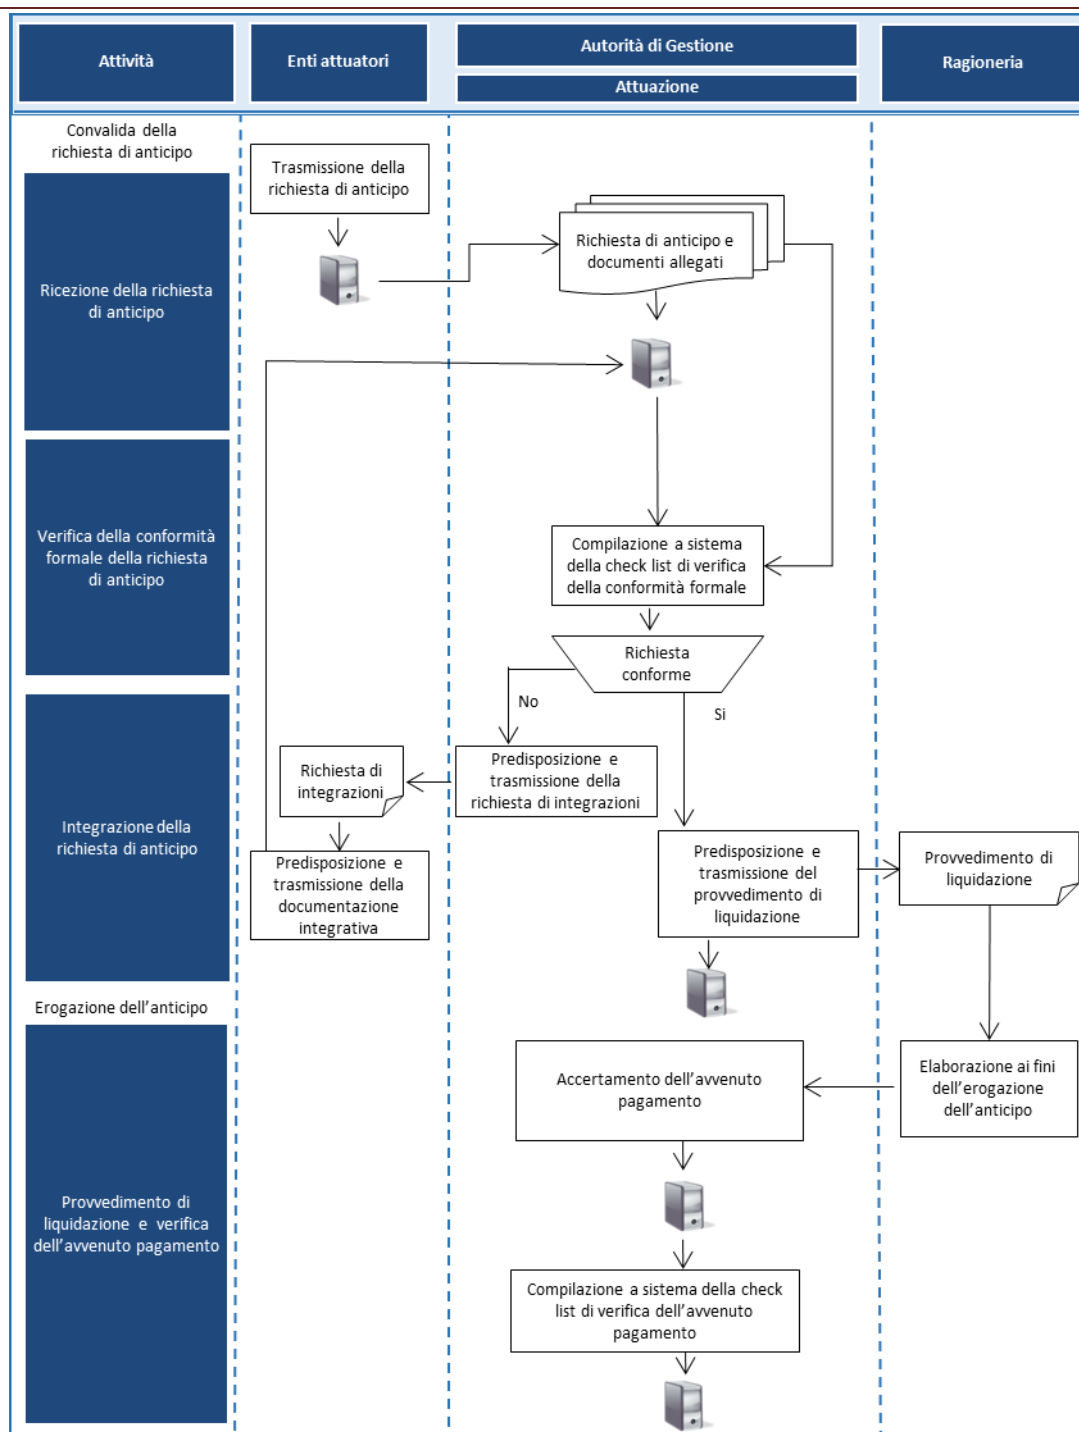 Attività
Enti attuatori
Autorità di Gestione
Attuazione
Ragioneria
Convalida della
richiesta di anticipo
Trasmissione della
richiesta di anticipo
Richiesta di anticipo e
documenti allegati
Ricezione della richiesta
di anticipo
Verifica della conformità
formale della richiesta
di anticipo
Compilazione a sistema
della check list di verifica
della conformità formale
Richiesta
conforme
No
Si
Richiesta di
integrazioni
Predisposizione e
trasmissione della
richiesta di integrazioni
Integrazione della
richiesta di anticipo
Predisposizione e
trasmissione della
documentazione
integrativa
Predisposizione e
trasmissione del
provvedimento di
liquidazione
Provvedimento di
liquidazione
Erogazione dell'anticipo
Accertamento dell'avvenuto
pagamento
Elaborazione ai fini
dell'erogazione
dell'anticipo
Provvedimento di
liquidazione e verifica
dell'avvenuto pagamento
Compilazione a sistema della check
list di verifica dell'avvenuto
pagamento